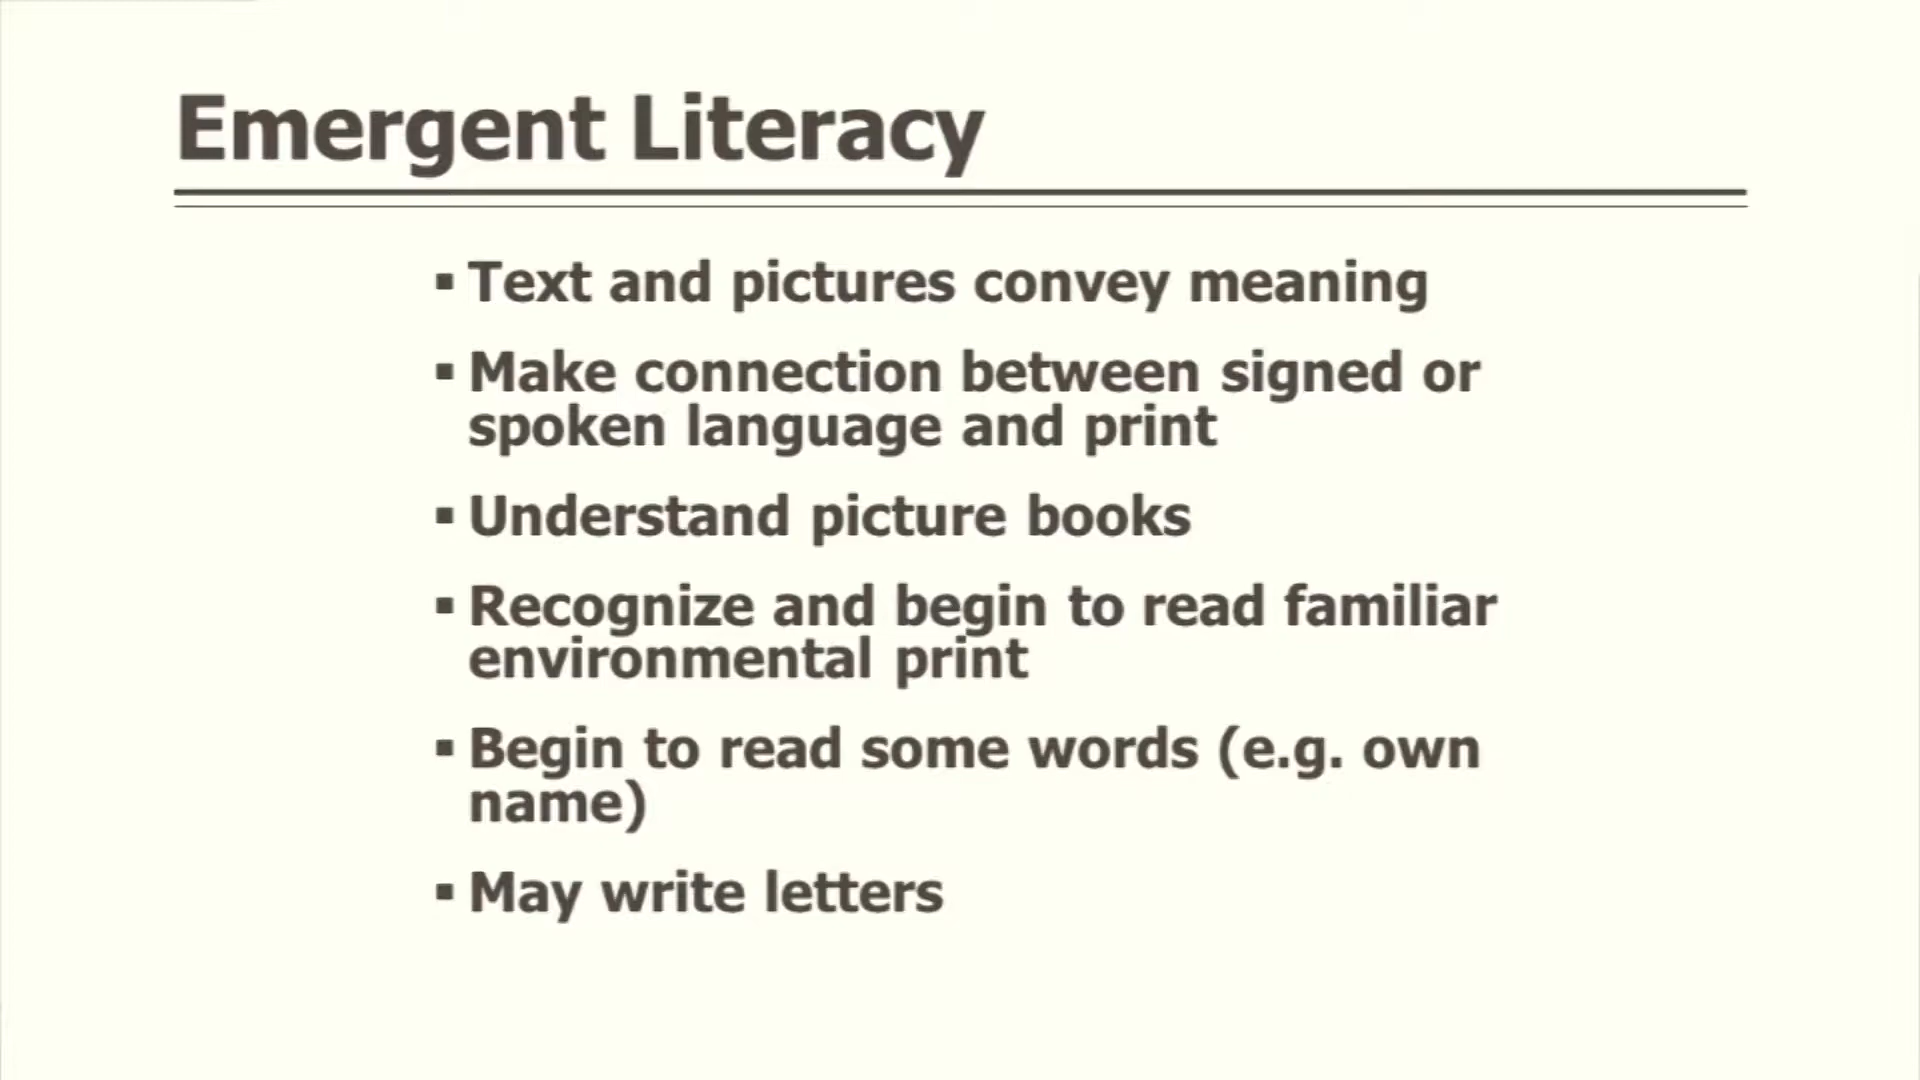 Emergent Literacy
▪ Text and pictures convey meaning
▪ Make connection between signed or
spoken language and print
▪ Understand picture books
▪ Recognize and begin to read familiar
environmental print
▪ Begin to read some words (e.g. own
name)
▪ May write letters